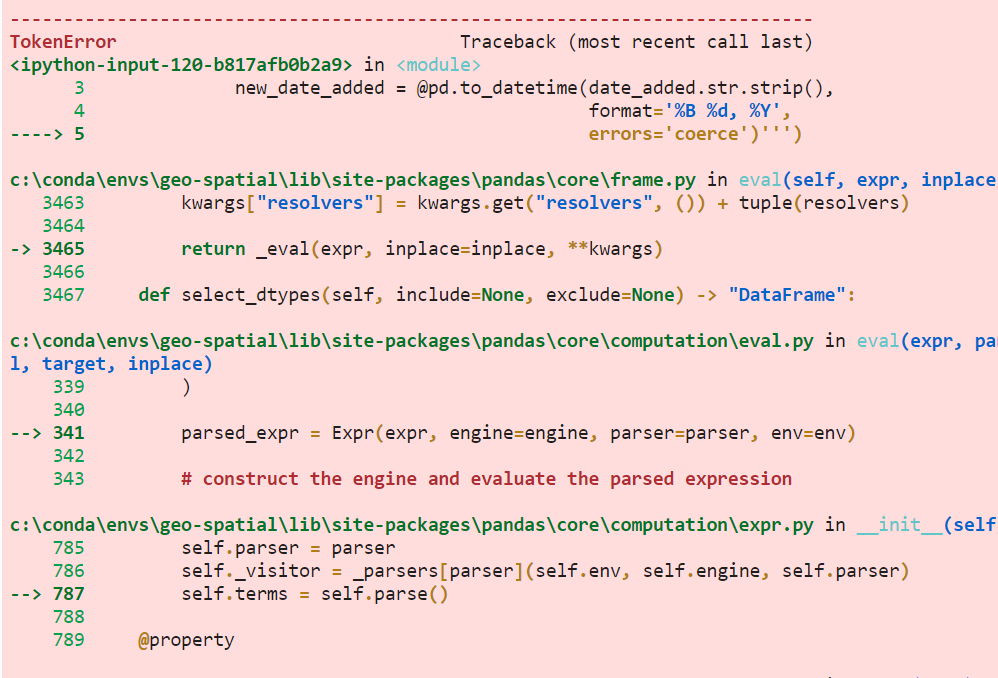 ---------------------------------------------------------------------------
TokenError                                Traceback (most recent call last)
<ipython-input-120-b817afb0b2a9> in <module>
      3              new_date_added = @pd.to_datetime(date_added.str.strip(),
      4                                               format='%B %d, %Y',
----> 5                                               errors='coerce')''')
c:\conda\envs\geo-spatial\lib\site-packages\pandas\core\frame.py in eval(self, expr, inplace
   3463         kwargs["resolvers"] = kwargs.get("resolvers", ()) + tuple(resolvers)
   3464
-> 3465         return _eval(expr, inplace=inplace, **kwargs)
   3466
   3467     def select_dtypes(self, include=None, exclude=None) -> "DataFrame":
c:\conda\envs\geo-spatial\lib\site-packages\pandas\core\computation\eval.py in eval(expr, pa
l, target, inplace)
    339         )
    340
--> 341         parsed_expr = Expr(expr, engine=engine, parser=parser, env=env)
    342
    343         # construct the engine and evaluate the parsed expression
c:\conda\envs\geo-spatial\lib\site-packages\pandas\core\computation\expr.py in __init__(self
    785         self.parser = parser
    786         self._visitor = _parsers[parser](self.env, self.engine, self.parser)
--> 787         self.terms = self.parse()
    788
    789     @property